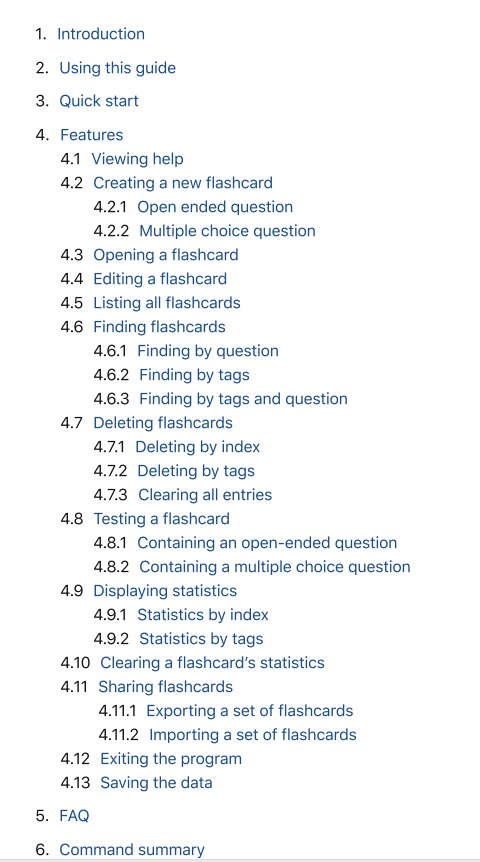 1. Introduction
2. Using this guide
3. Quick start
4. Features
4.1 Viewing help
4.2 Creating a new flashcard
4.2.1 Open ended question
4.2.2 Multiple choice question
4.3 Opening a flashcard
4.4 Editing a flashcard
4.5 Listing all flashcards
4.6 Finding flashcards
4.6.1 Finding by question
4.6.2 Finding by tags
4.6.3 Finding by tags and question
4.7 Deleting flashcards
4.7.1 Deleting by index
4.7.2 Deleting by tags
4.7.3 Clearing all entries
4.8 Testing a flashcard
4.8.1 Containing an open-ended question
4.8.2 Containing a multiple choice question
4.9 Displaying statistics
4.9.1 Statistics by index
4.9.2 Statistics by tags
4.10 Clearing a flashcard’s statistics
4.11 Sharing flashcards
4.11.1 Exporting a set of flashcards
4.11.2 Importing a set of flashcards
4.12 Exiting the program
4.13 Saving the data
5. FAQ
6. Command summary